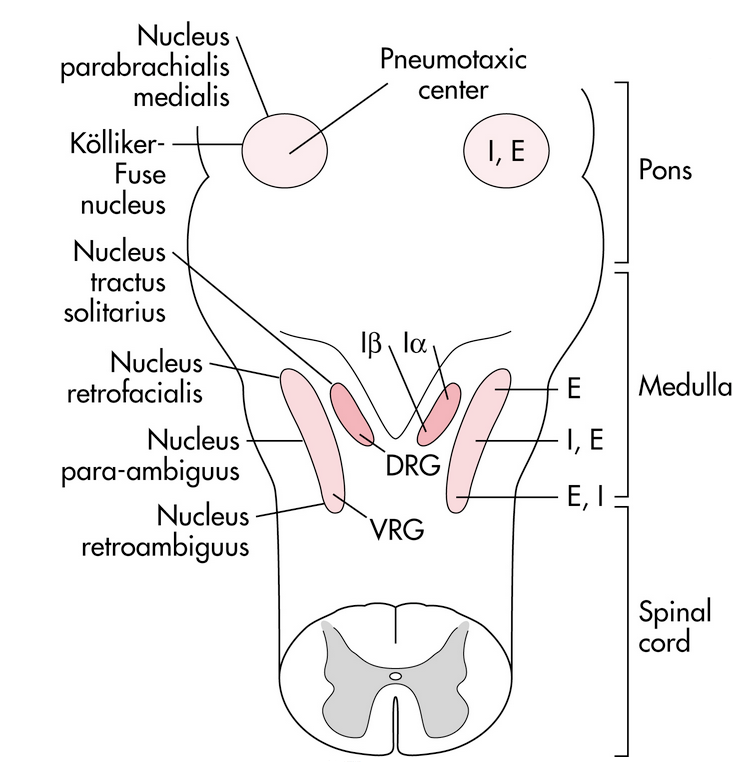 Nucleus
parabrachialis
medialis
Pneumotaxic
center
Kölliker-
Fuse
nucleus
I, E
Pons
Nucleus
tractus
solitarius
Iβ Iα
Nucleus
retrofacialis
E
Medulla
Nucleus
para-ambiguus
I, E
DRG
E, I
Nucleus
retroambiguus
VRG
Spinal
cord